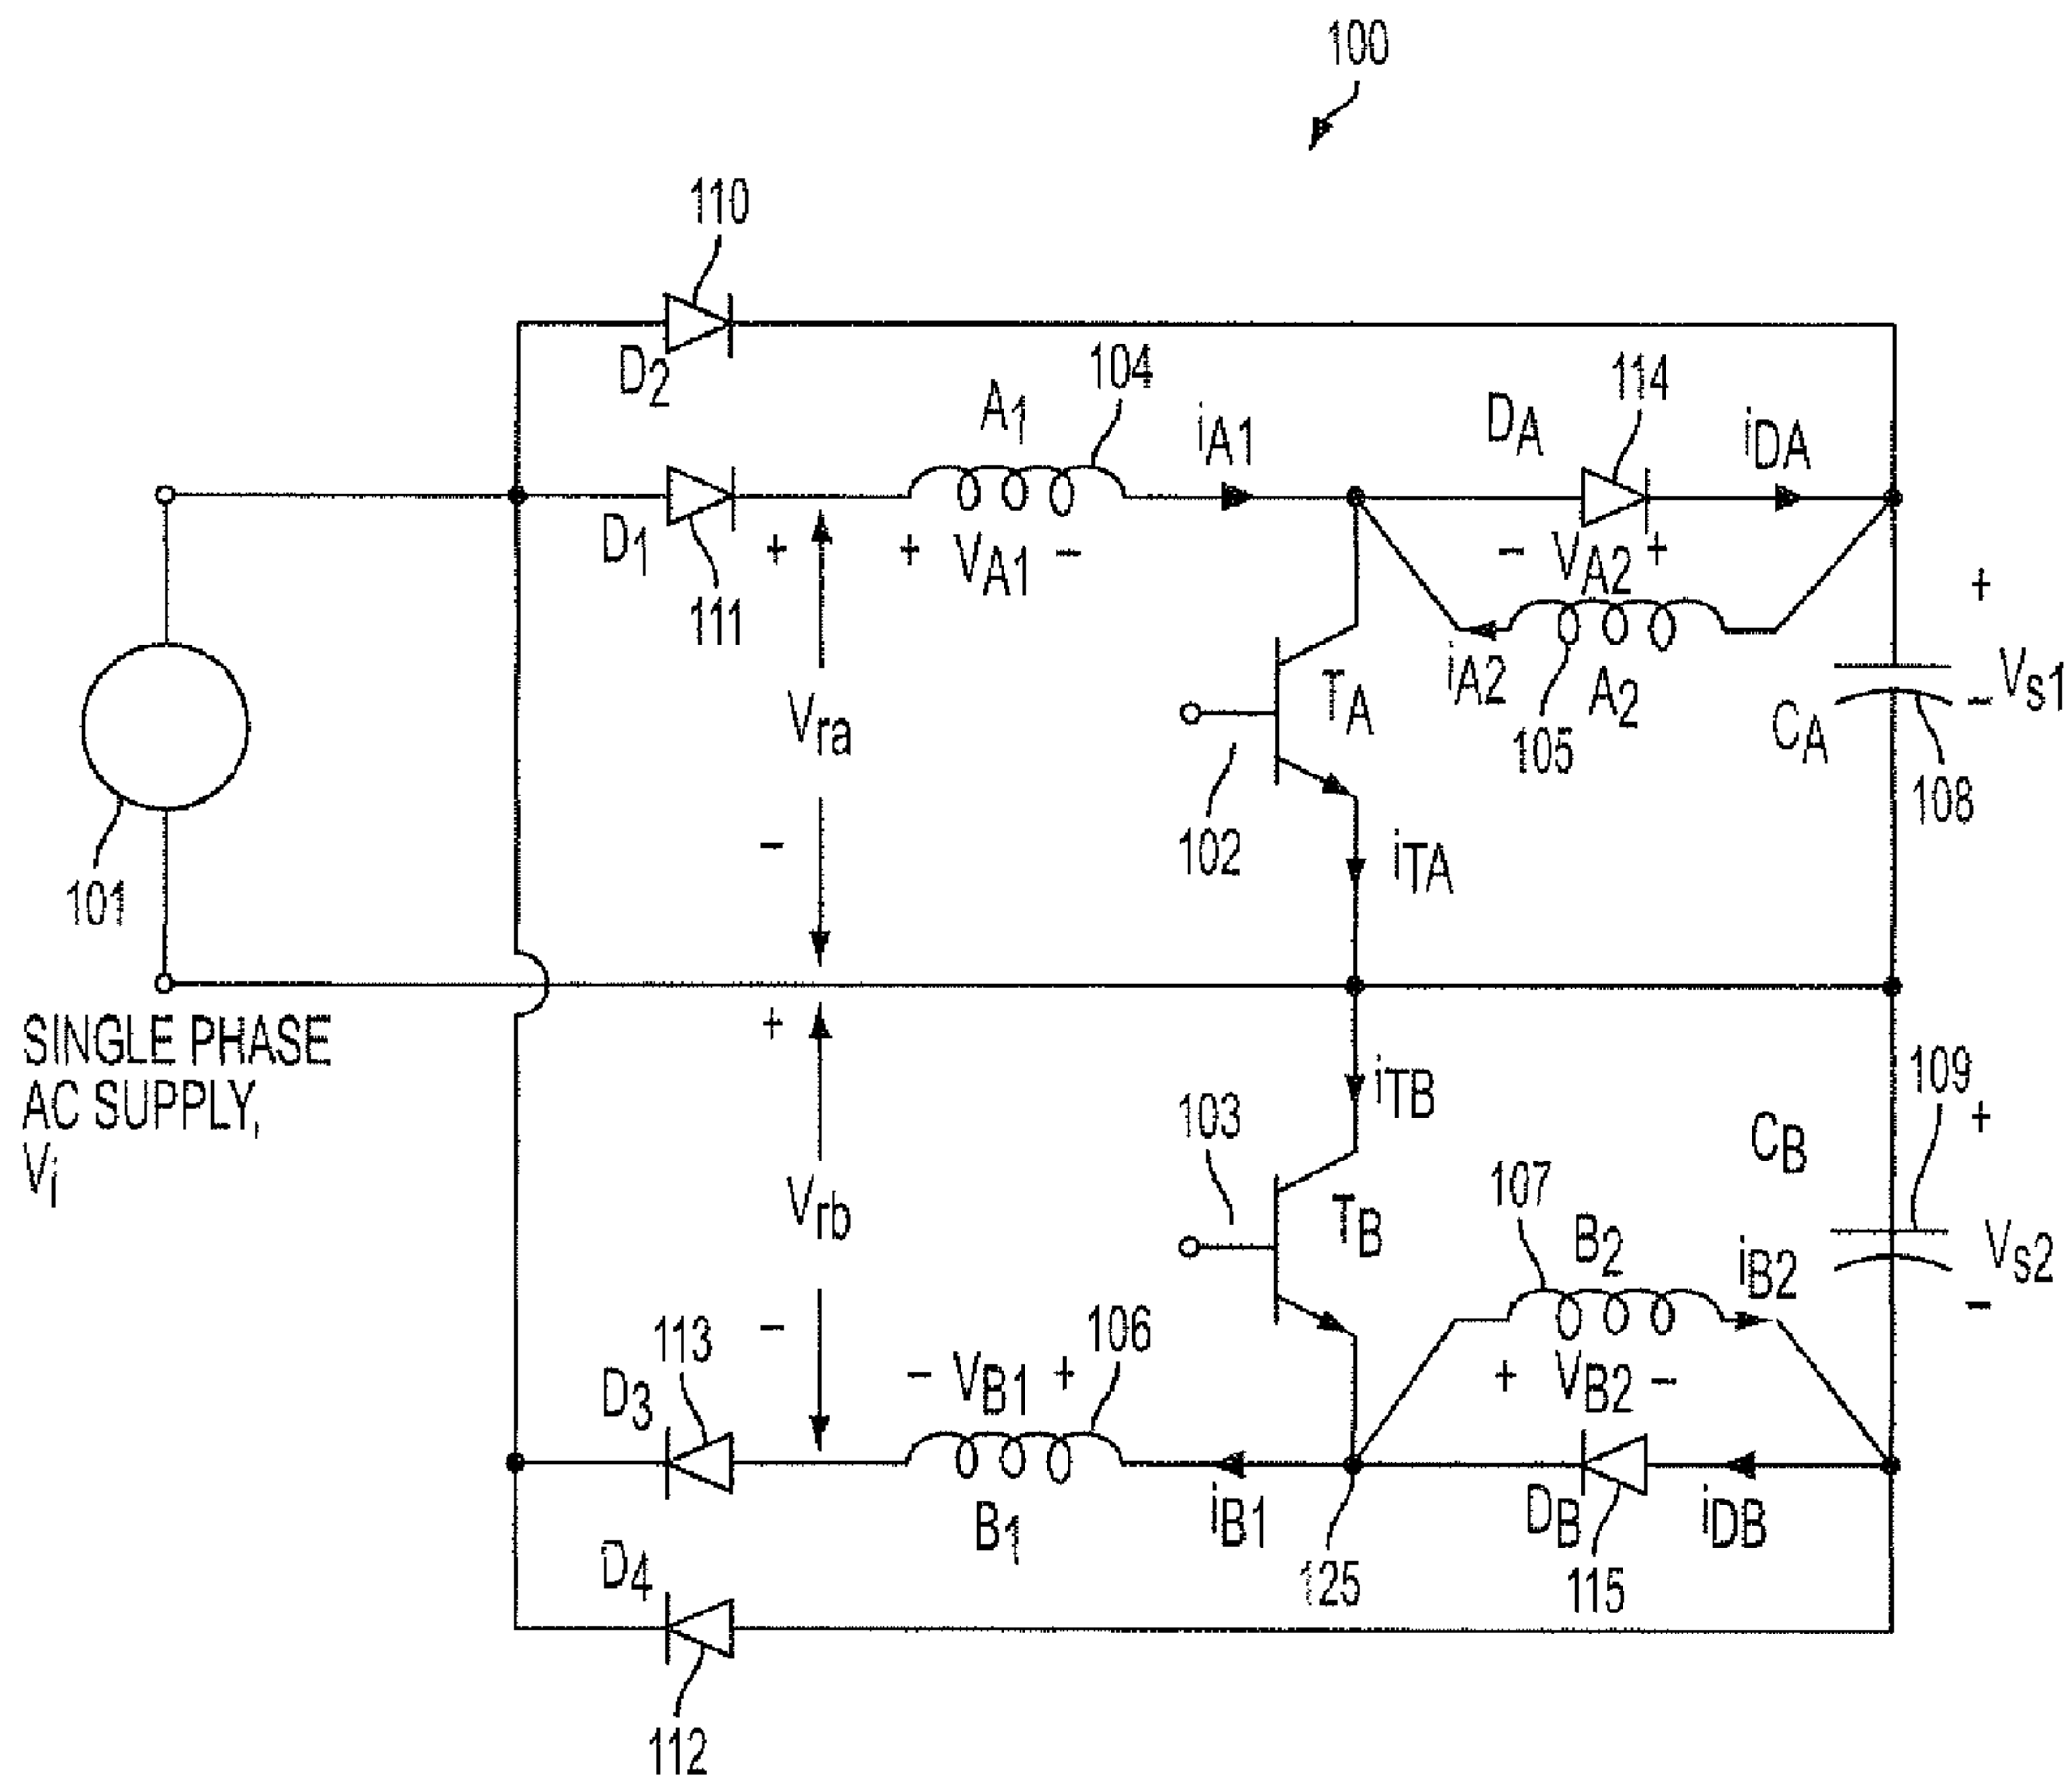 100
110
D2
A1
104
iA1
DA
114
iDA
D1
111
+
+ VA1 -
- VA2 +
iA2
105
A2
+
Vs1
-
CA
108
Vra
-
TA
102
iTA
101
SINGLE PHASE
AC SUPPLY,
Vi
+
Vrb
-
iTB
103
TB
107
B2
iB2
CB
109
+
Vs2
-
+ VB2 -
113
D3
- VB1 +
106
B1
iB1
125
DB
115
iDB
D4
112